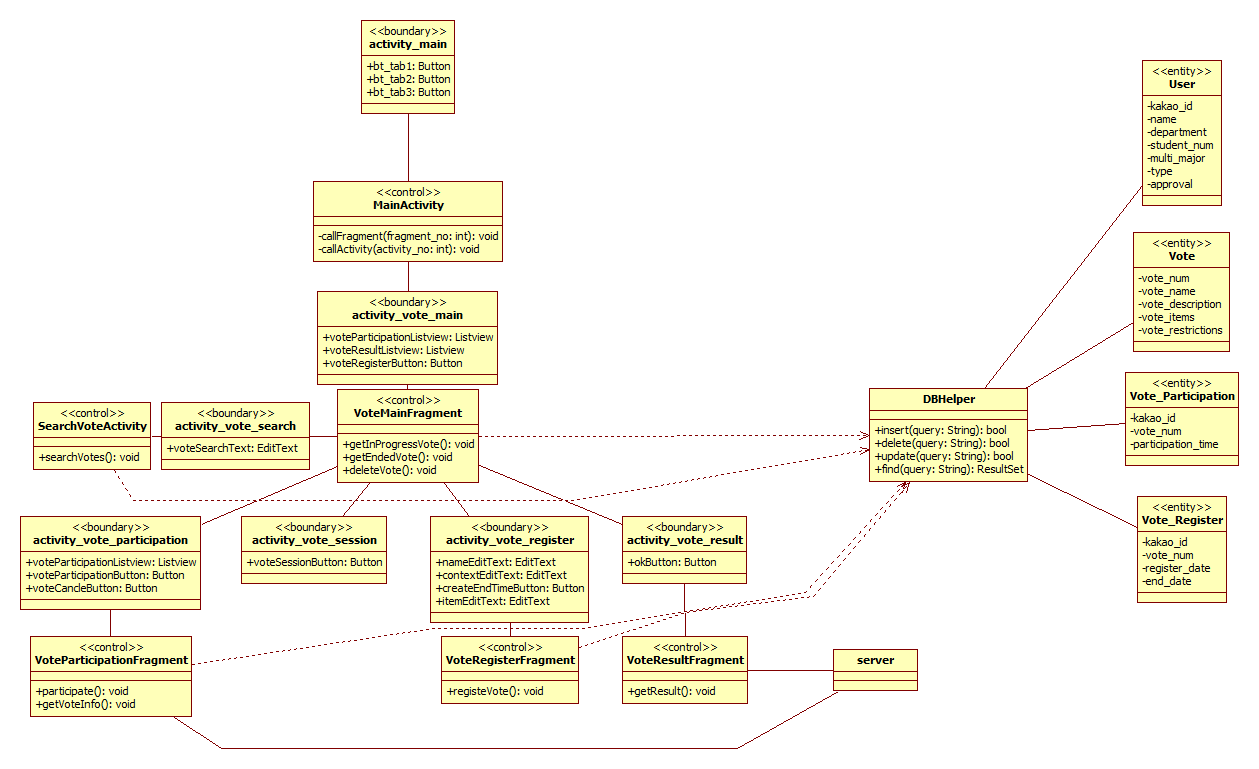 <<boundary>>
activity_main
+bt_tab1: Button
+bt_tab2: Button
+bt_tab3: Button
<<control>>
MainActivity
-callFragment(fragment_no: int): void
-callActivity(activity_no: int): void
<<boundary>>
activity_vote_main
+voteParticipationListview: Listview
+voteResultListview: Listview
+voteRegisterButton: Button
<<control>>
SearchVoteActivity
+searchVotes(): void
<<boundary>>
activity_vote_search
+voteSearchText: EditText
<<control>>
VoteMainFragment
+getInProgressVote(): void
+getEndedVote(): void
+deleteVote(): void
<<boundary>>
activity_vote_participation
+voteParticipationListview: Listview
+voteParticipationButton: Button
+voteCandleButton: Button
<<boundary>>
activity_vote_session
+voteSessionButton: Button
<<boundary>>
activity_vote_register
+nameEditText: EditText
+contextEditText: EditText
+createEndTimeButton: Button
+itemEditText: EditText
<<boundary>>
activity_vote_result
+okButton: Button
<<control>>
VoteParticipationFragment
+participate(): void
+getVoteInfo(): void
<<control>>
VoteRegisterFragment
+registeVote(): void
<<control>>
VoteResultFragment
+getResult(): void
server
DBHelper
+insert(query: String): bool
+delete(query: String): bool
+update(query: String): bool
+find(query: String): ResultSet
<<entity>>
User
-kakao_id
-name
-department
-student_num
-multi_major
-type
-approval
<<entity>>
Vote
-vote_num
-vote_name
-vote_description
-vote_items
-vote_restrictions
<<entity>>
Vote_Participation
-kakao_id
-vote_num
-participation_time
<<entity>>
Vote_Register
-kakao_id
-vote_num
-register_date
-end_date